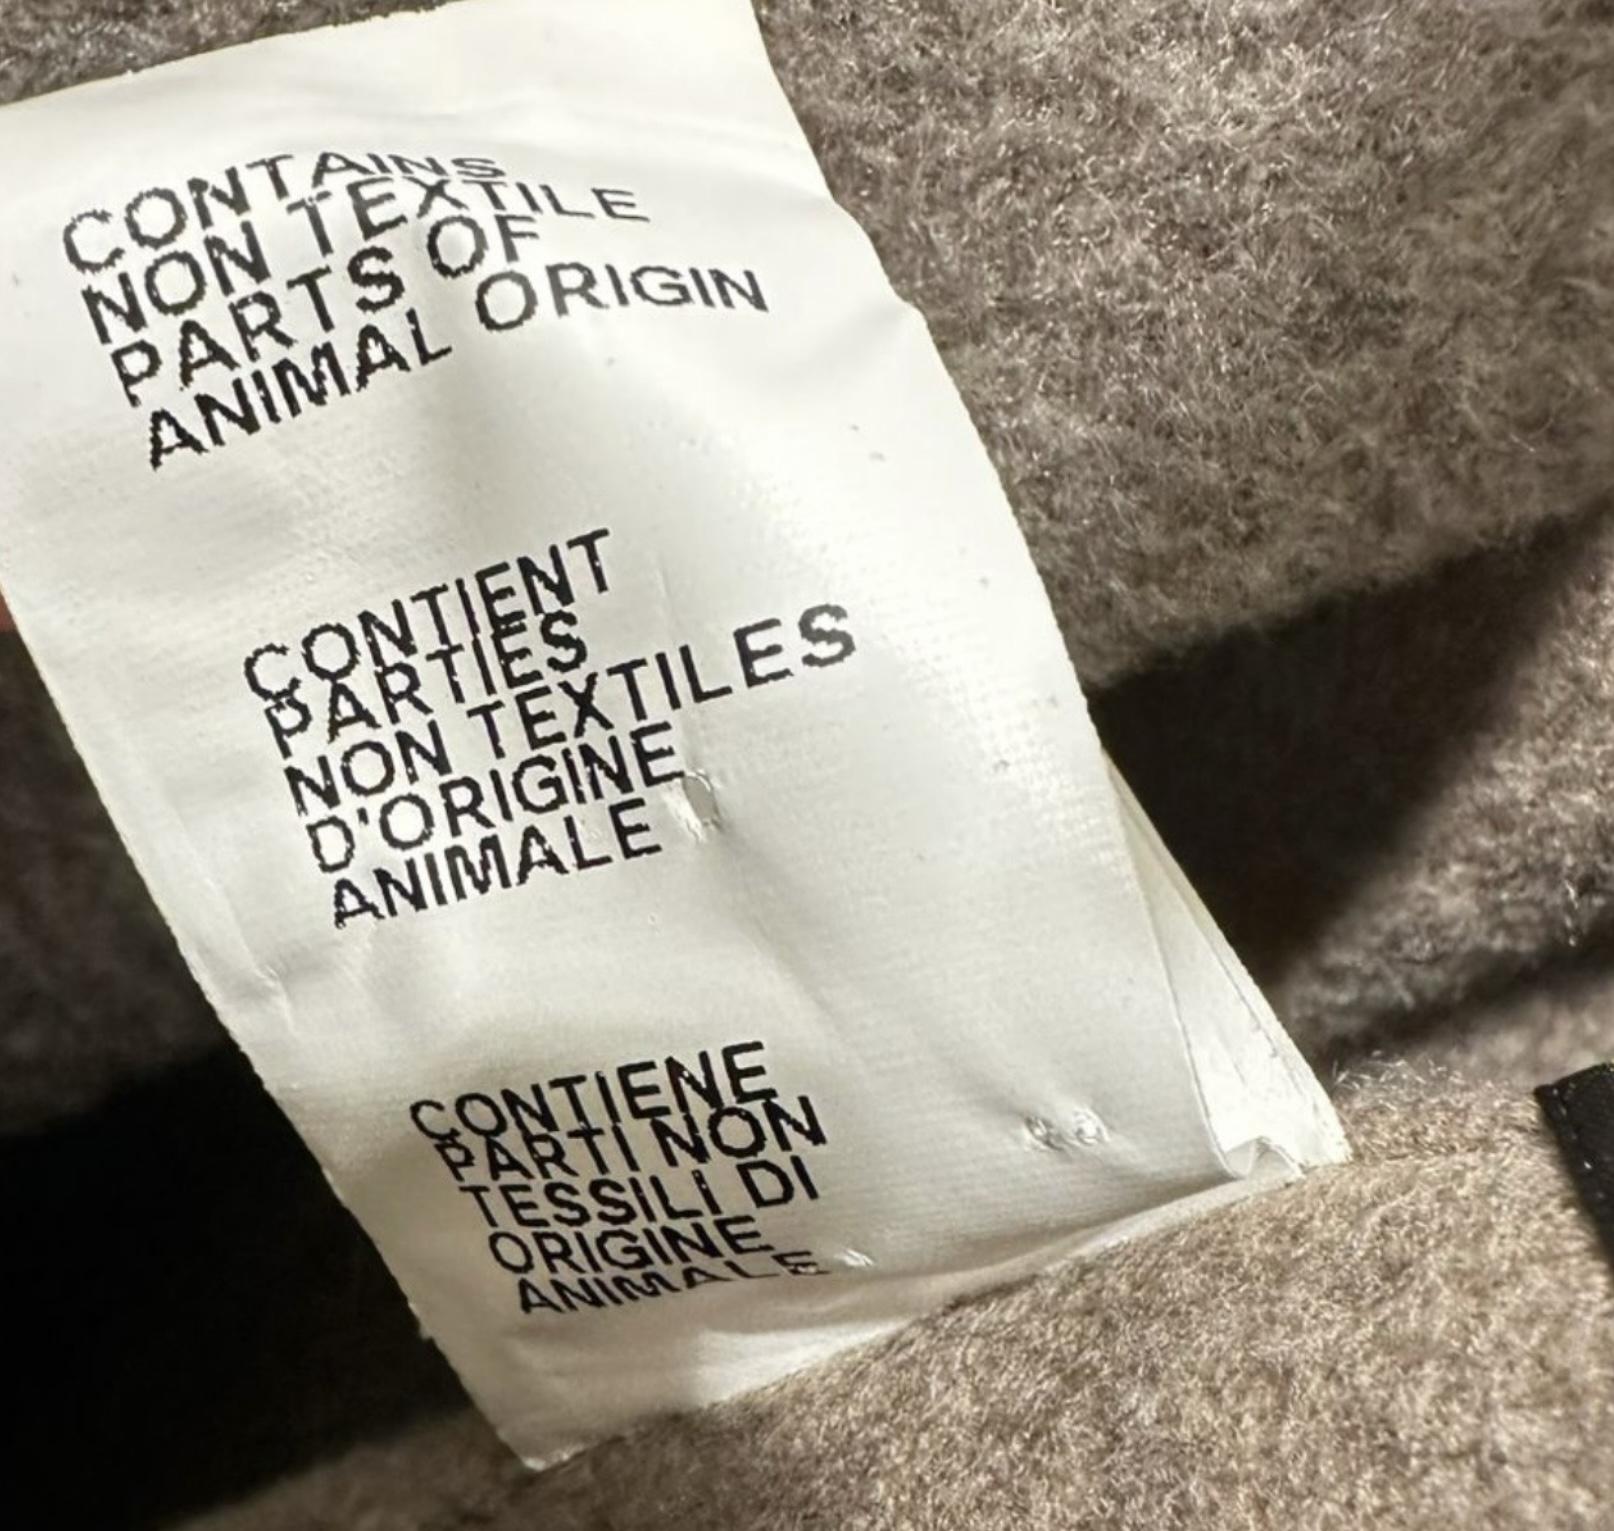 CONTAINS
NON TEXTILE
PARTS OF
ANIMAL ORIGIN
CONTIENT
PARTIES
NON TEXTILES
D'ORIGINE
ANIMALE
CONTIENE
PARTI NON
TESSILI DI
ORIGINE
ANIMALE